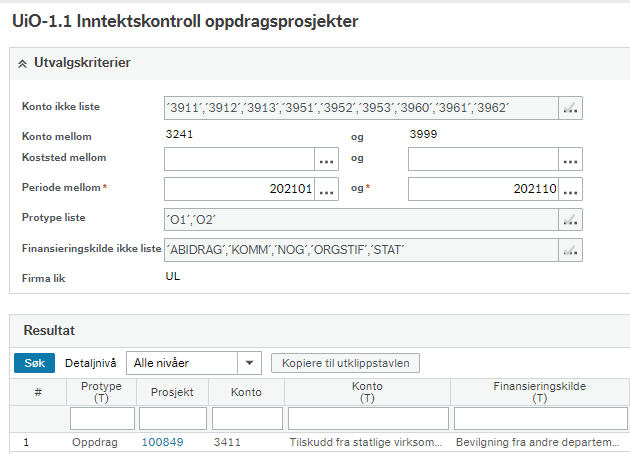 UiO-1.1 Inntektskontroll oppdragsprosjekter
Utvalgskriterier
Konto ikke liste ´3911´,´3912´,´3913´,´3951´,´3952´,´3953´,´3960´,´3961´,´3962´
Konto mellom 3241 og 3999
Koststed mellom ... og ...
Periode mellom* 202101 ... og* 202110 ...
Protype liste ´O1´,´O2´
Finansieringskilde ikke liste ´ABIDRAG´,´KOMM´,´NOG´,´ORGSTIF´,´STAT´
Firma lik UL
Resultat
Søk Detaljnivå Alle nivåer Kopiere til utklippstavlen
# Protype (T) Prosjekt Konto Konto (T) Finansieringskilde (T)
1 Oppdrag 100849 3411 Tilskudd fra statlige virksom... Bevilgning fra andre departem...